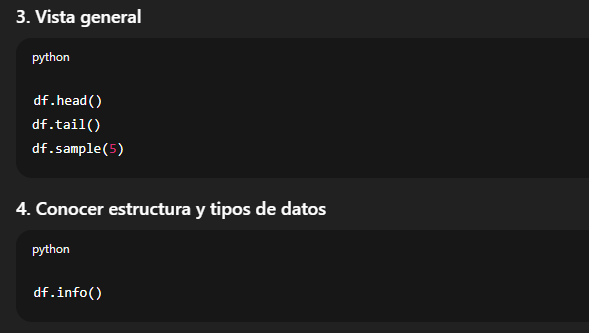 3. Vista general
python
df.head()
df.tail()
df.sample(5)
4. Conocer estructura y tipos de datos
python
df.info()